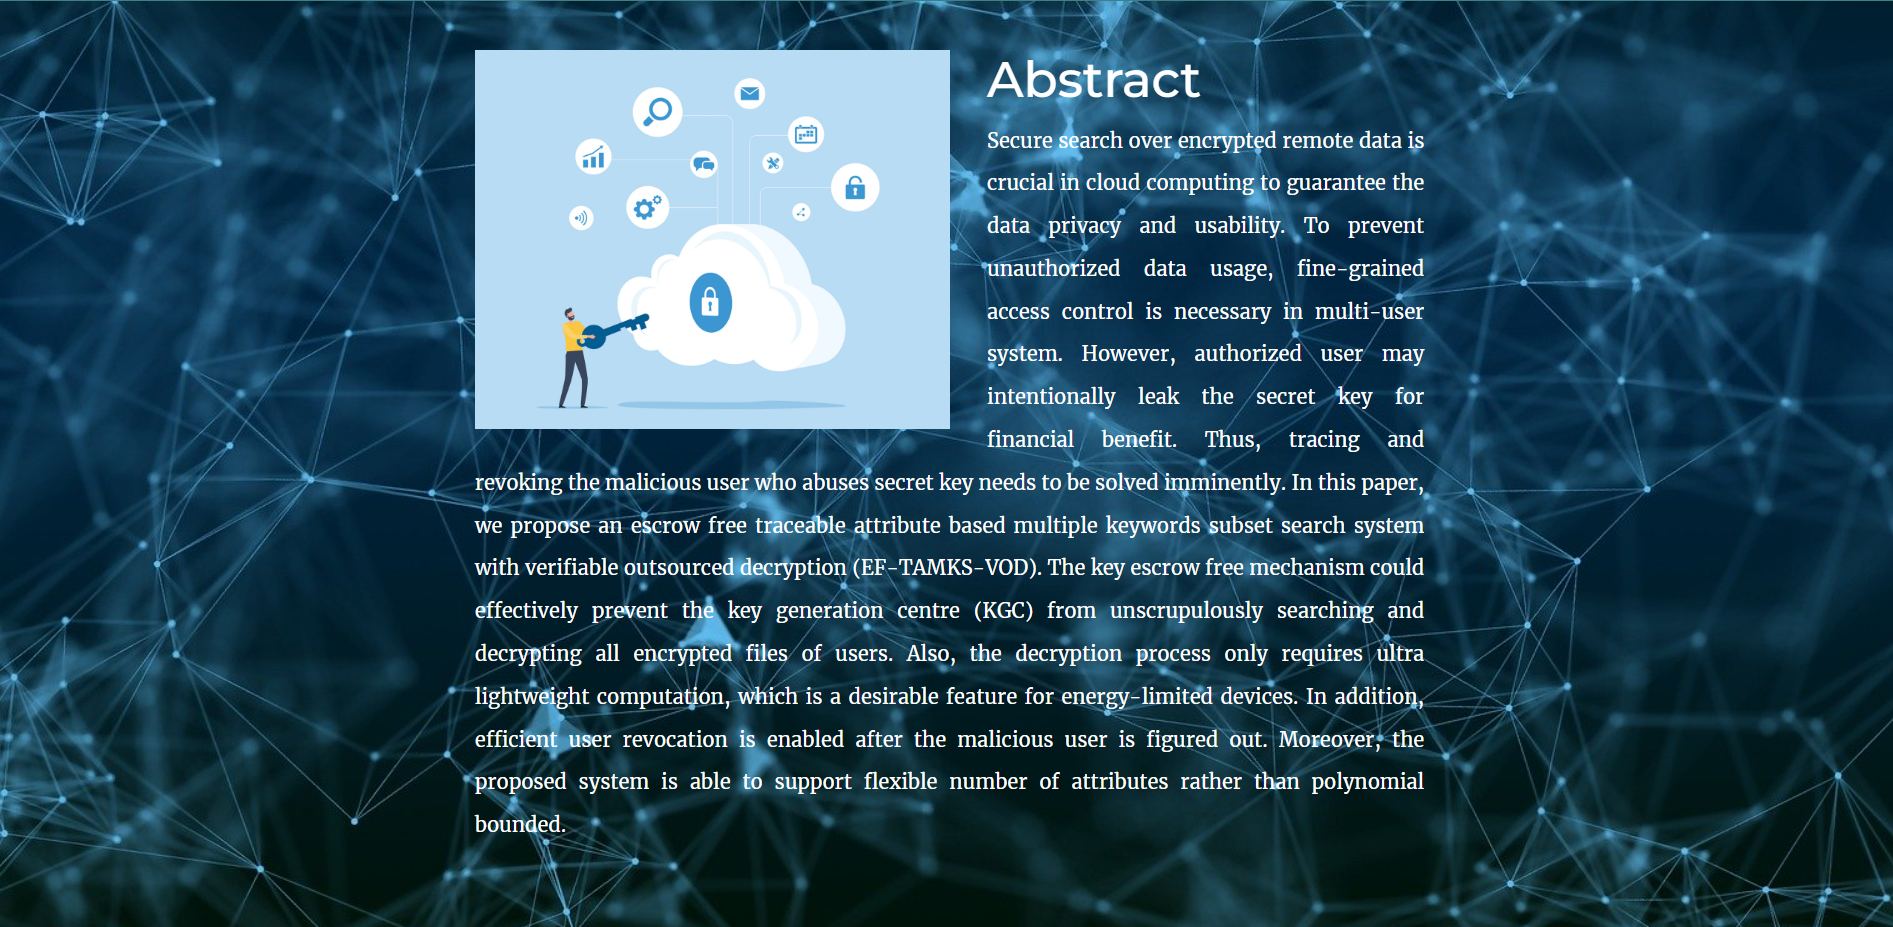 Abstract
Secure search over encrypted remote data is
crucial in cloud computing to guarantee the
data privacy and usability. To prevent
unauthorized data usage, fine-grained
access control is necessary in multi-user
system. However, authorized user may
intentionally leak the secret key for
financial benefit. Thus, tracing and
revoking the malicious user who abuses secret key needs to be solved imminently. In this paper,
we propose an escrow free traceable attribute based multiple keywords subset search system
with verifiable outsourced decryption (EF-TAMKS-VOD). The key escrow free mechanism could
effectively prevent the key generation centre (KGC) from unscrupulously searching and
decrypting all encrypted files of users. Also, the decryption process only requires ultra
lightweight computation, which is a desirable feature for energy-limited devices. In addition,
efficient user revocation is enabled after the malicious user is figured out. Moreover, the
proposed system is able to support flexible number of attributes rather than polynomial
bounded.